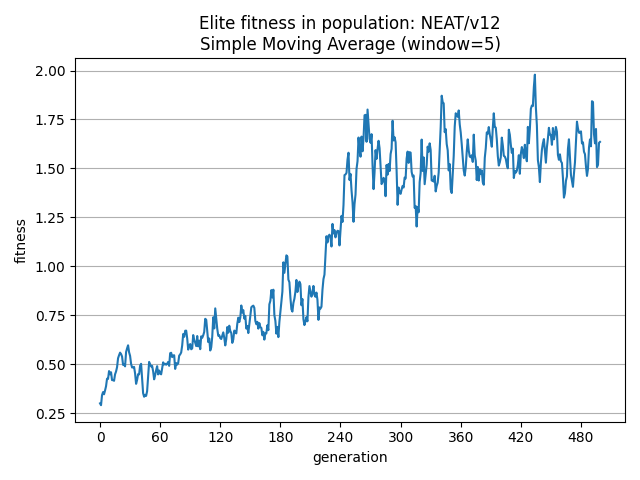 Elite fitness in population: NEAT/v12
Simple Moving Average (window=5)
2.00
1.75
1.50
1.25
1.00
0.75
0.50
0.25
fitness
0 60 120 180 240 300 360 420 480
generation